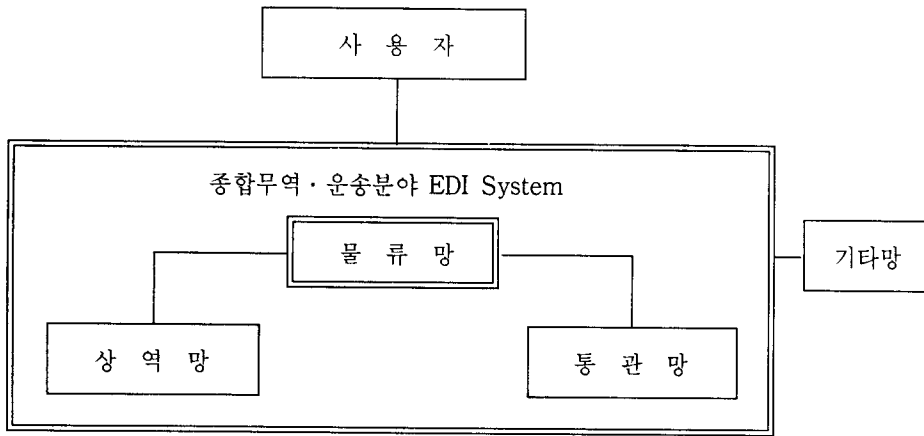 사 용 자
종합무역 · 운송분야 EDI System
물 류 망
기타망
상 역 망
통 관 망